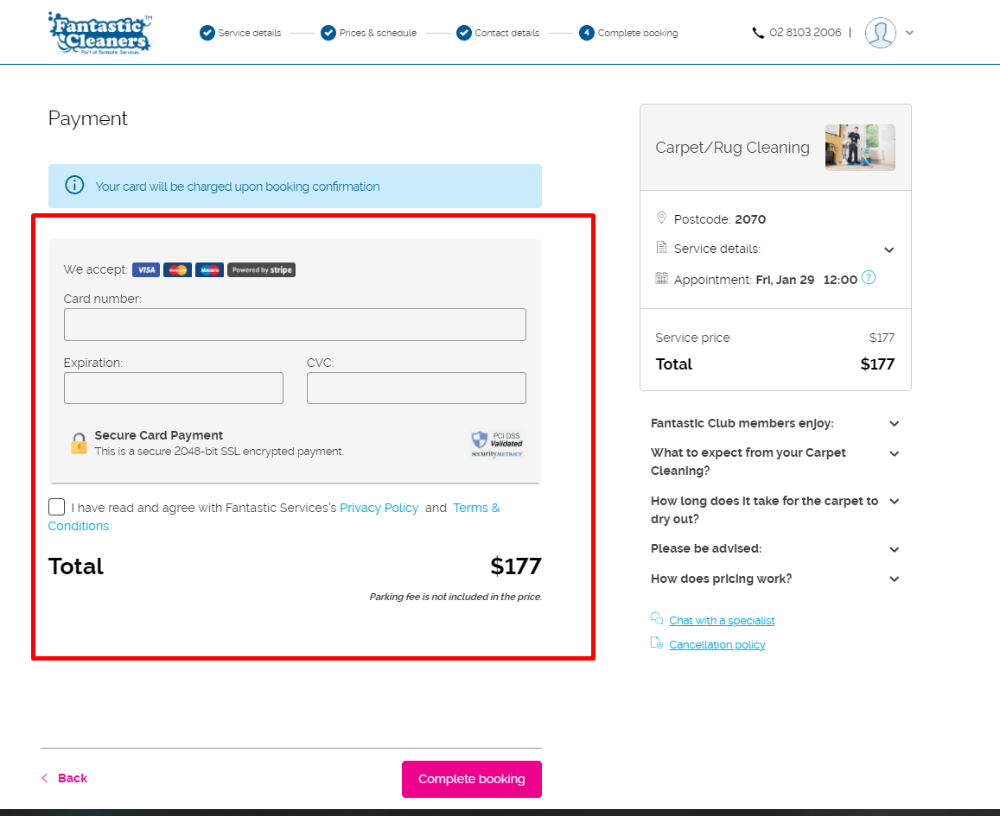 Fantastic™
Cleaners
Part of Fantastic Services
Service details
Prices & schedule
Contact details
4 Complete booking
02 8103 2006 |
Payment
Your card will be charged upon booking confirmation
We accept: VISA MasterCard Maestro Powered by stripe
Card number:
Expiration: CVC:
Secure Card Payment
This is a secure 2048-bit SSL encrypted payment.
PCI DSS
Validated
securityMETRICS
I have read and agree with Fantastic Services's Privacy Policy and Terms &
Conditions.
Total $177
Parking fee is not included in the price.
Back
Complete booking
Carpet/Rug Cleaning
Postcode: 2070
Service details:
Appointment: Fri, Jan 29 12:00 ?
Service price $177
Total $177
Fantastic Club members enjoy:
What to expect from your Carpet
Cleaning?
How long does it take for the carpet to
dry out?
Please be advised:
How does pricing work?
Chat with a specialist
Cancellation policy